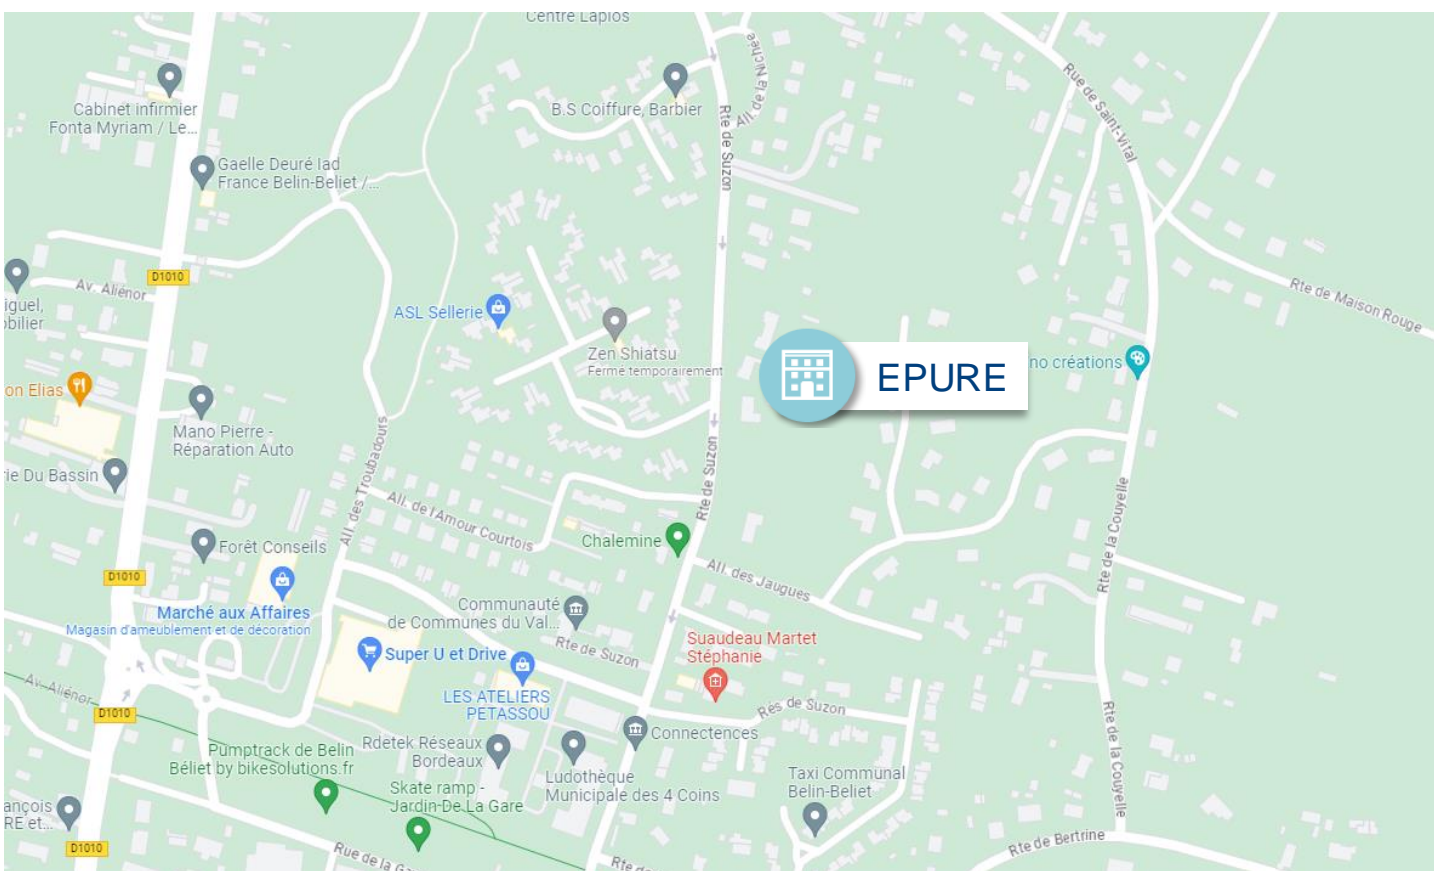 Centre Lapios
All. de la Nichée
Rue de Saint-Vital
Cabinet infirmier
Fonta Myriam / Le...
B.S Coiffure, Barbier
Rte de Suzon
Gaelle Deuré Iad
France Belin-Beliet /...
D1010
Av. Aliénor
Rte de Maison Rouge
iguel,
obilier
ASL Sellerie
Zen Shiatsu
Fermé temporairement
EPURE
no créations
on Elias
Mano Pierre -
Réparation Auto
All. des Troubadours
Rte de Suzon
ie Du Bassin
All. de l'Amour Courtois
Rte de la Couyelle
Forêt Conseils
Chalemine
All. des Jaugues
D1010
Marché aux Affaires
Magasin d'ameublement et de décoration
Communauté
de Communes du Val...
Rte de Suzon
Suaudeau Martet
Stéphanie
Super U et Drive
LES ATELIERS
PETASSOU
Av. Aliénor
D1010
Rés de Suzon
Rte de la Couyelle
Connectences
Pumptrack de Belin
Béliet by bikesolutions.fr
Rdetek Réseaux
Bordeaux
Ludothèque
Municipale des 4 Coins
Taxi Communal
Belin-Beliet
Skate ramp -
Jardin-De La Gare
ançois
RE et...
D1010
Rue de la Ga
Rte de
Rte de Bertrine